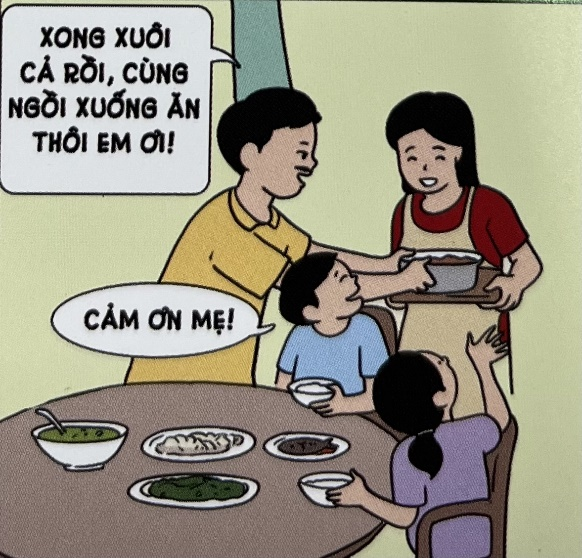 XONG XUÔI
CẢ RỒI, CÙNG
NGỒI XUỐNG ĂN
THÔI EM ƠI!
CẢM ƠN MẸ!